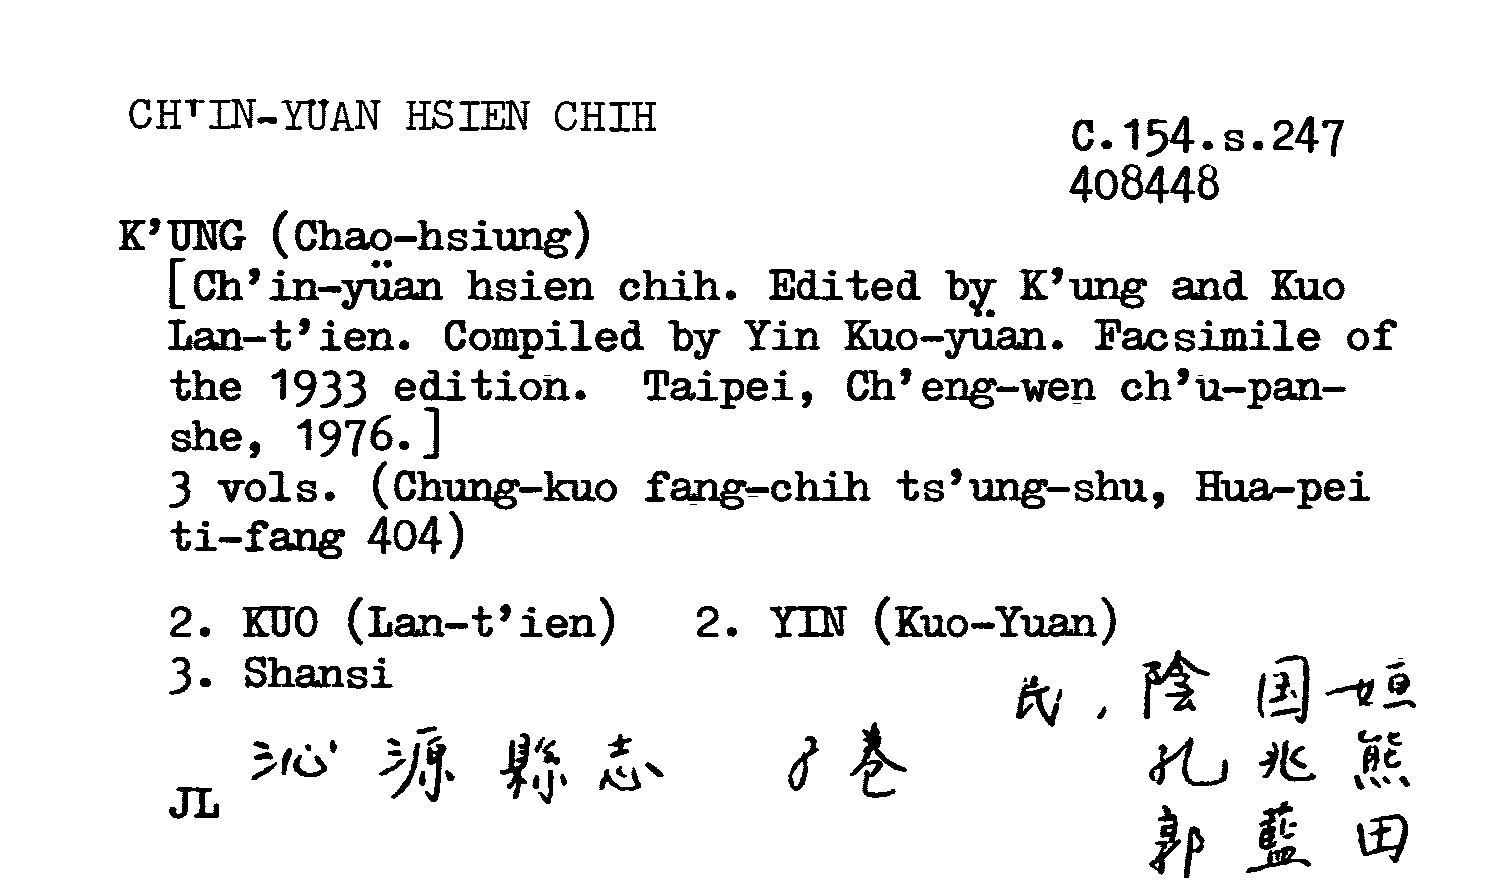 CH'IN-YUAN HSIEN CHIH
C.154.s.247
408448
K'UNG (Chao-hsiung)
[Ch'in-yüan hsien chih. Edited by K'ung and Kuo
Lan-t'ien. Compiled by Yin Kuo-yüan. Facsimile of
the 1933 edition. Taipei, Ch'eng-wen ch'u-pan-
she, 1976.]
3 vols. (Chung-kuo fang-chih ts'ung-shu, Hua-pei
ti-fang 404)
2. KUO (Lan-t'ien) 2. YIN (Kuo-Yuan)
3. Shansi
民, 陰国垣
沁源縣志 8卷
孔兆熊
JL
郭藍田